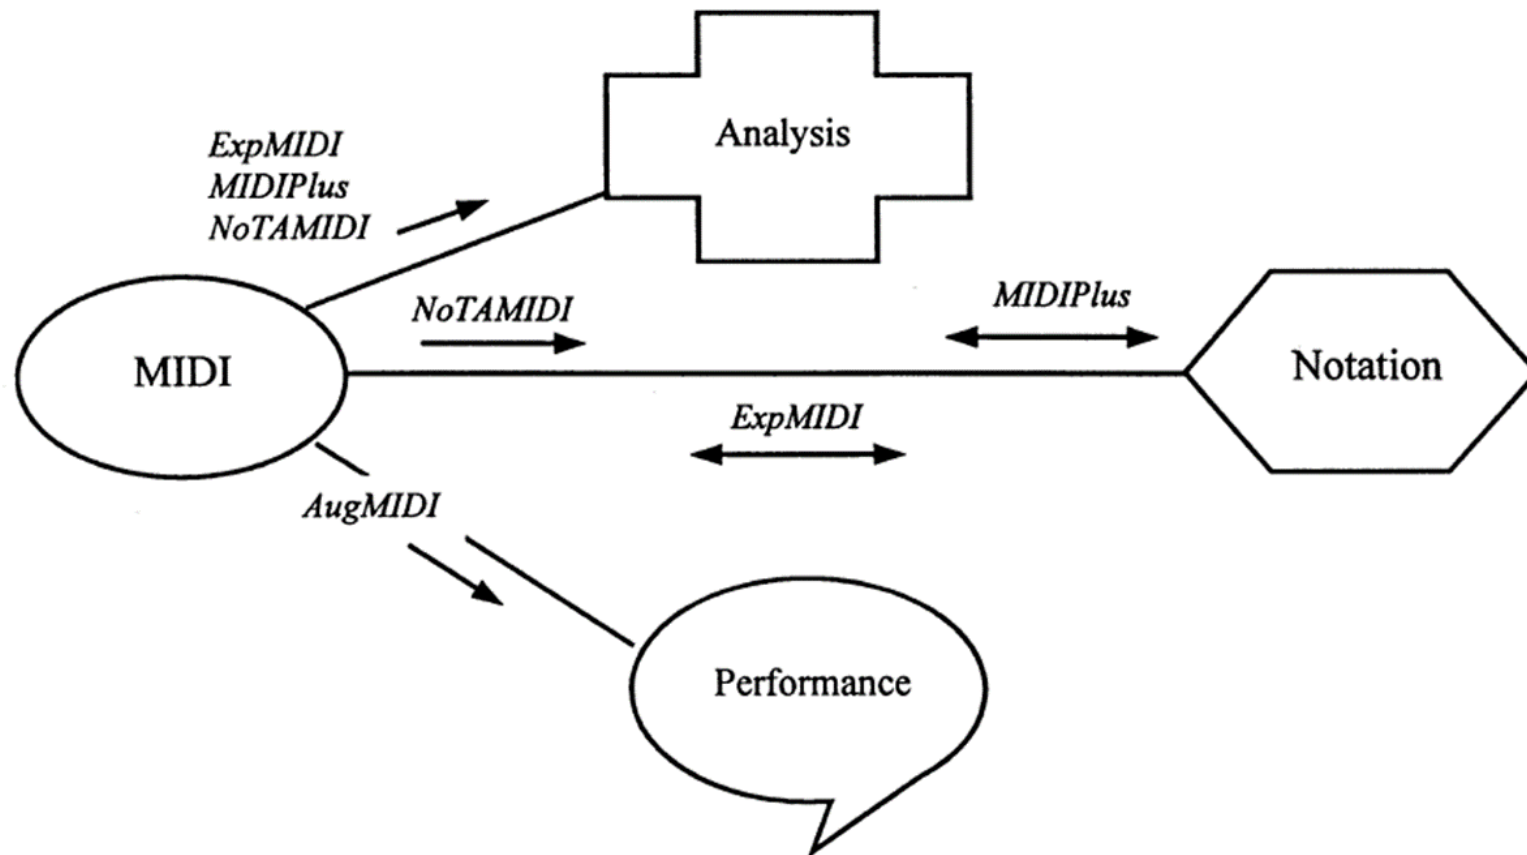 Analysis
ExpMIDI
MIDIPlus
NoTAMIDI
NoTAMIDI
MIDIPlus
MIDI
Notation
ExpMIDI
AugMIDI
Performance